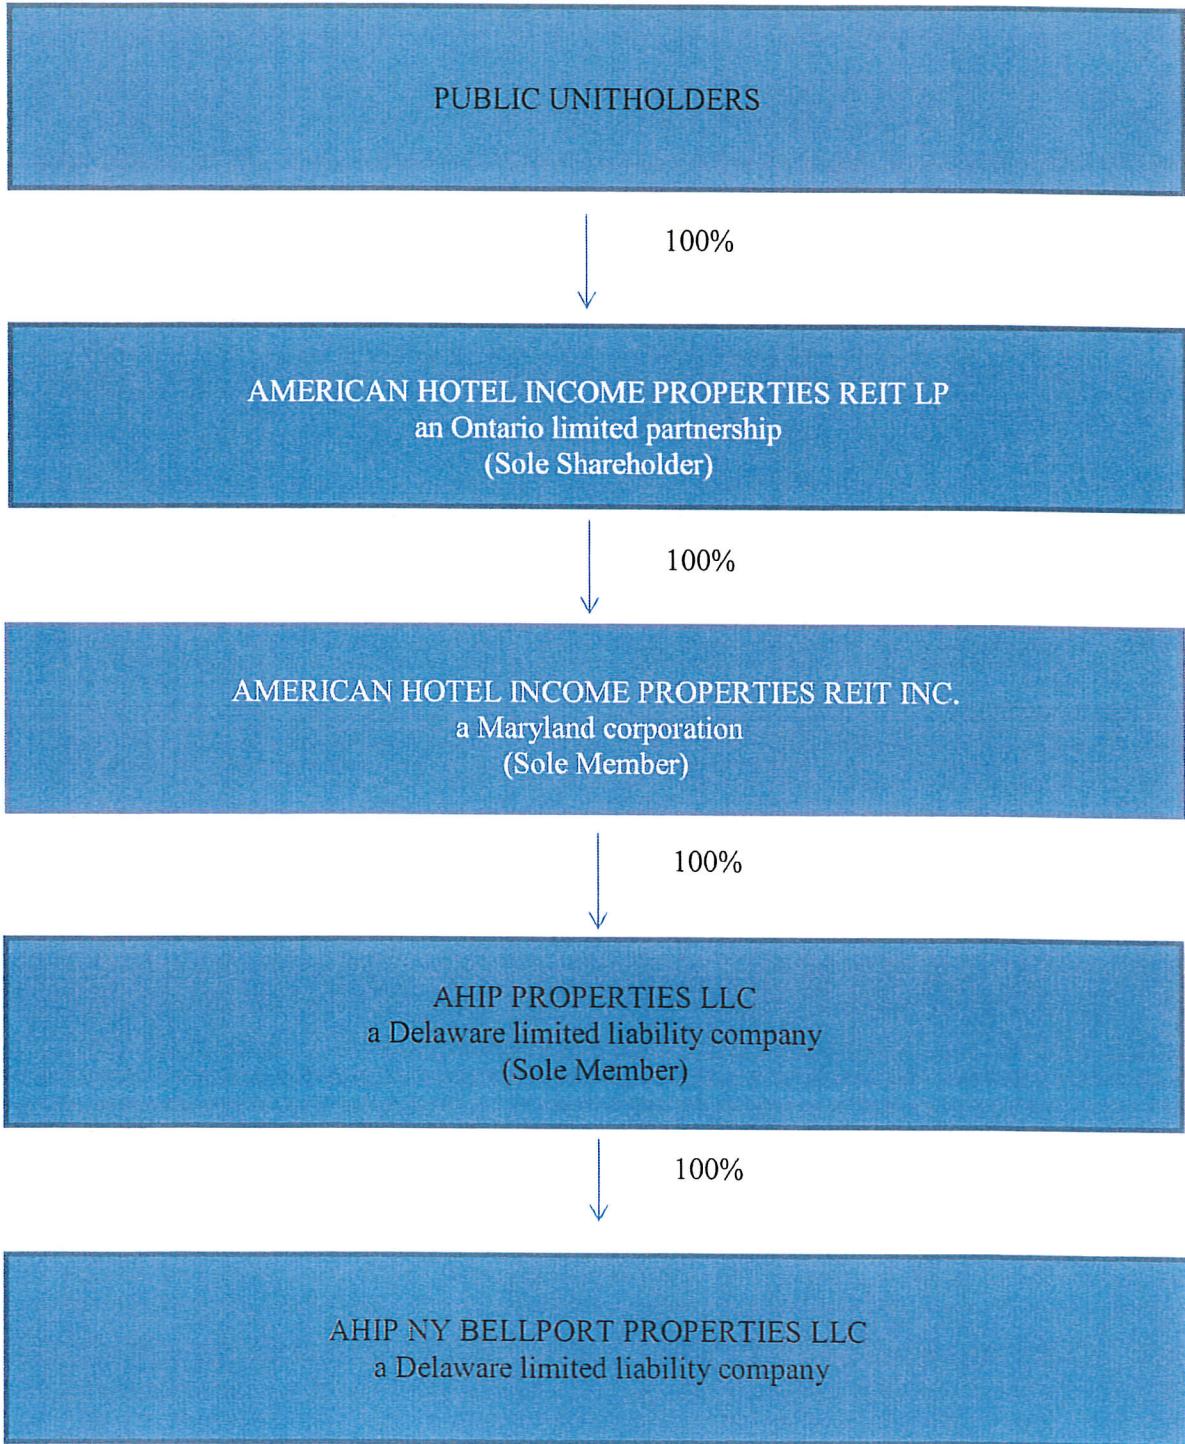 PUBLIC UNITHOLDERS
100%
AMERICAN HOTEL INCOME PROPERTIES REIT LP
an Ontario limited partnership
(Sole Shareholder)
100%
AMERICAN HOTEL INCOME PROPERTIES REIT INC.
a Maryland corporation
(Sole Member)
100%
AHIP PROPERTIES LLC
a Delaware limited liability company
(Sole Member)
100%
AHIP NY BELLPORT PROPERTIES LLC
a Delaware limited liability company